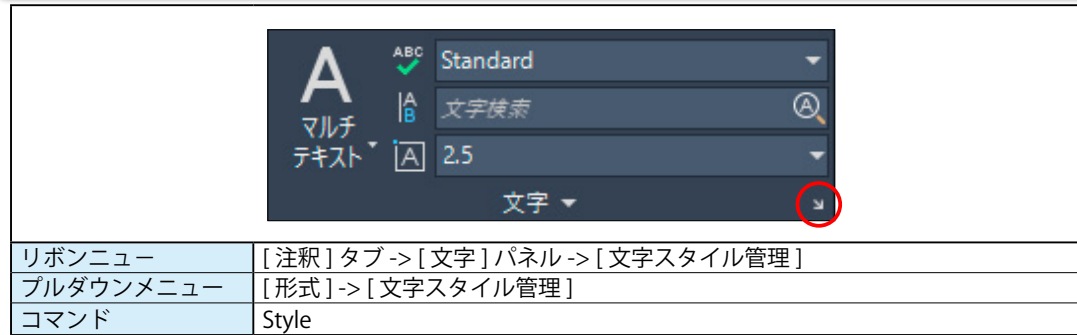 ABC
Standard
A
マルチ
テキスト
A
B
文字検索
A
A
2.5
文字
リボンニュー
[ 注釈 ] タブ -> [ 文字 ] パネル -> [ 文字スタイル管理 ]
プルダウンメニュー
[ 形式 ]-> [ 文字スタイル管理 ]
コマンド
Style